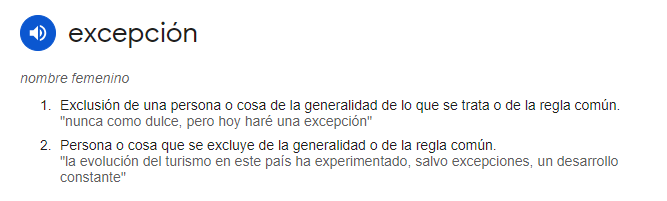 excepción
nombre femenino
1. Exclusión de una persona o cosa de la generalidad de lo que se trata o de la regla común.
"nunca como dulce, pero hoy haré una excepción"
2. Persona o cosa que se excluye de la generalidad o de la regla común.
"la evolución del turismo en este país ha experimentado, salvo excepciones, un desarrollo
constante"